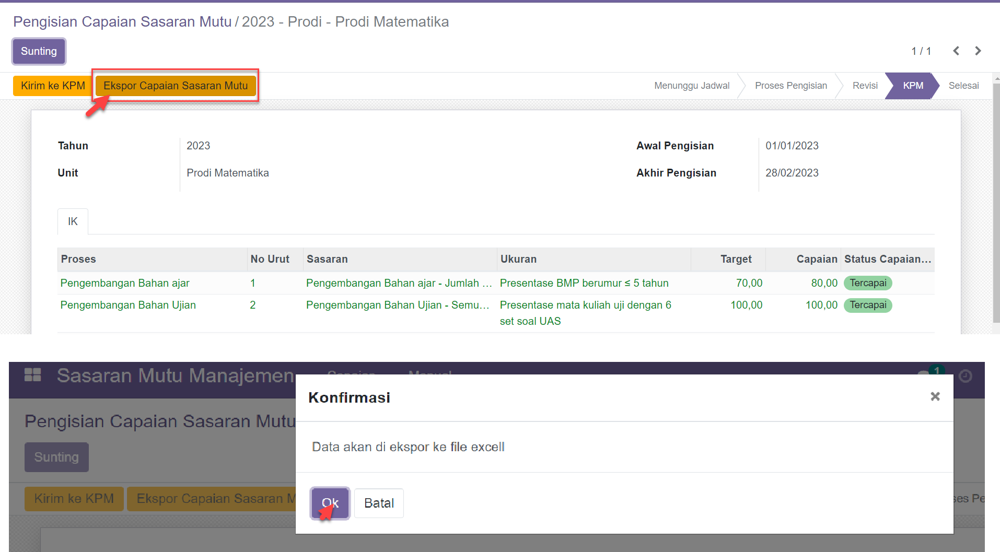 Pengisian Capaian Sasaran Mutu / 2023 - Prodi - Prodi Matematika
Sunting
1 / 1
Kirim ke KPM
Ekspor Capaian Sasaran Mutu
Menunggu Jadwal
Proses Pengisian
Revisi
KPM
Selesai
Tahun 2023
Awal Pengisian 01/01/2023
Unit Prodi Matematika
Akhir Pengisian 28/02/2023
IK
Proses No Urut Sasaran Ukuran Target Capaian Status Capaian...
Pengembangan Bahan ajar 1 Pengembangan Bahan ajar - Jumlah ... Presentase BMP berumur ≤ 5 tahun 70,00 80,00 Tercapai
Pengembangan Bahan Ujian 2 Pengembangan Bahan Ujian - Semu... Presentase mata kuliah uji dengan 6 100,00 100,00 Tercapai
set soal UAS
Sasaran Mutu Manajemen Capaian Manual 1
Konfirmasi
Pengisian Capaian Sasaran Mutu
Data akan di ekspor ke file excell
Sunting
Kirim ke KPM
Ekspor Capaian Sasaran M
Ok
Batal
ses Pe